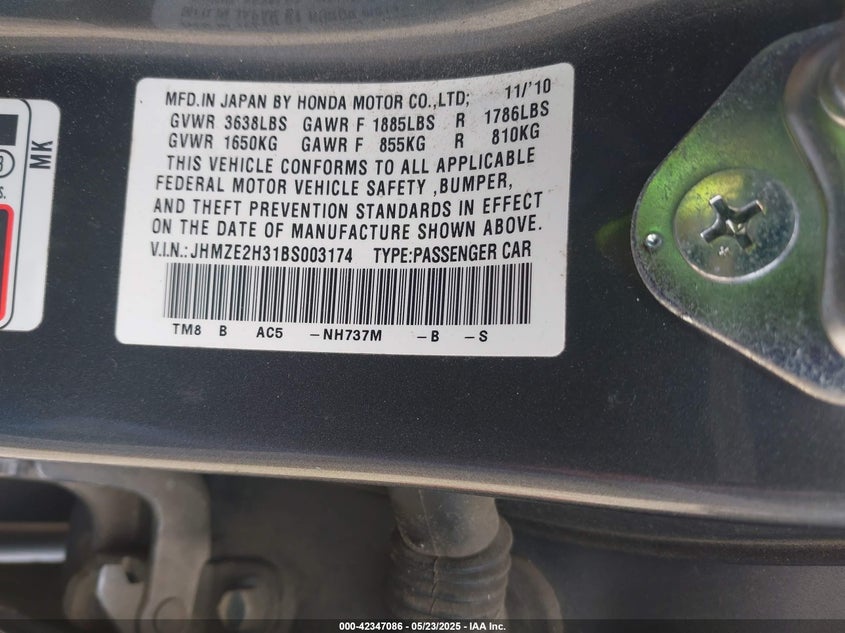 MFD.IN JAPAN BY HONDA MOTOR CO.,LTD; 11/'10
GVWR 3638LBS GAWR F 1885LBS R 1786LBS
GVWR 1650KG GAWR F 855KG R 810KG
THIS VEHICLE CONFORMS TO ALL APPLICABLE
FEDERAL MOTOR VEHICLE SAFETY ,BUMPER,
AND THEFT PREVENTION STANDARDS IN EFFECT
ON THE DATE OF MANUFACTURE SHOWN ABOVE.
V.I.N.:JHMZE2H31BS003174 TYPE:PASSENGER CAR
TM8 B AC5 -NH737M -B -S
MK
000-42347086 - 05/23/2025 - IAA Inc.